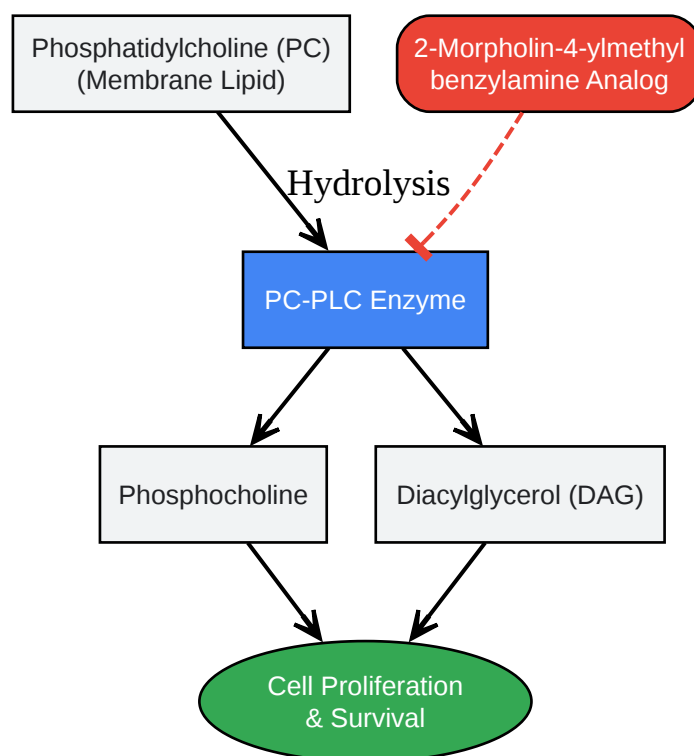 Phosphatidylcholine (PC)
(Membrane Lipid)
2-Morpholin-4-ylmethyl
benzylamine Analog
Hydrolysis
PC-PLC Enzyme
Phosphocholine
Diacylglycerol (DAG)
Cell Proliferation
& Survival